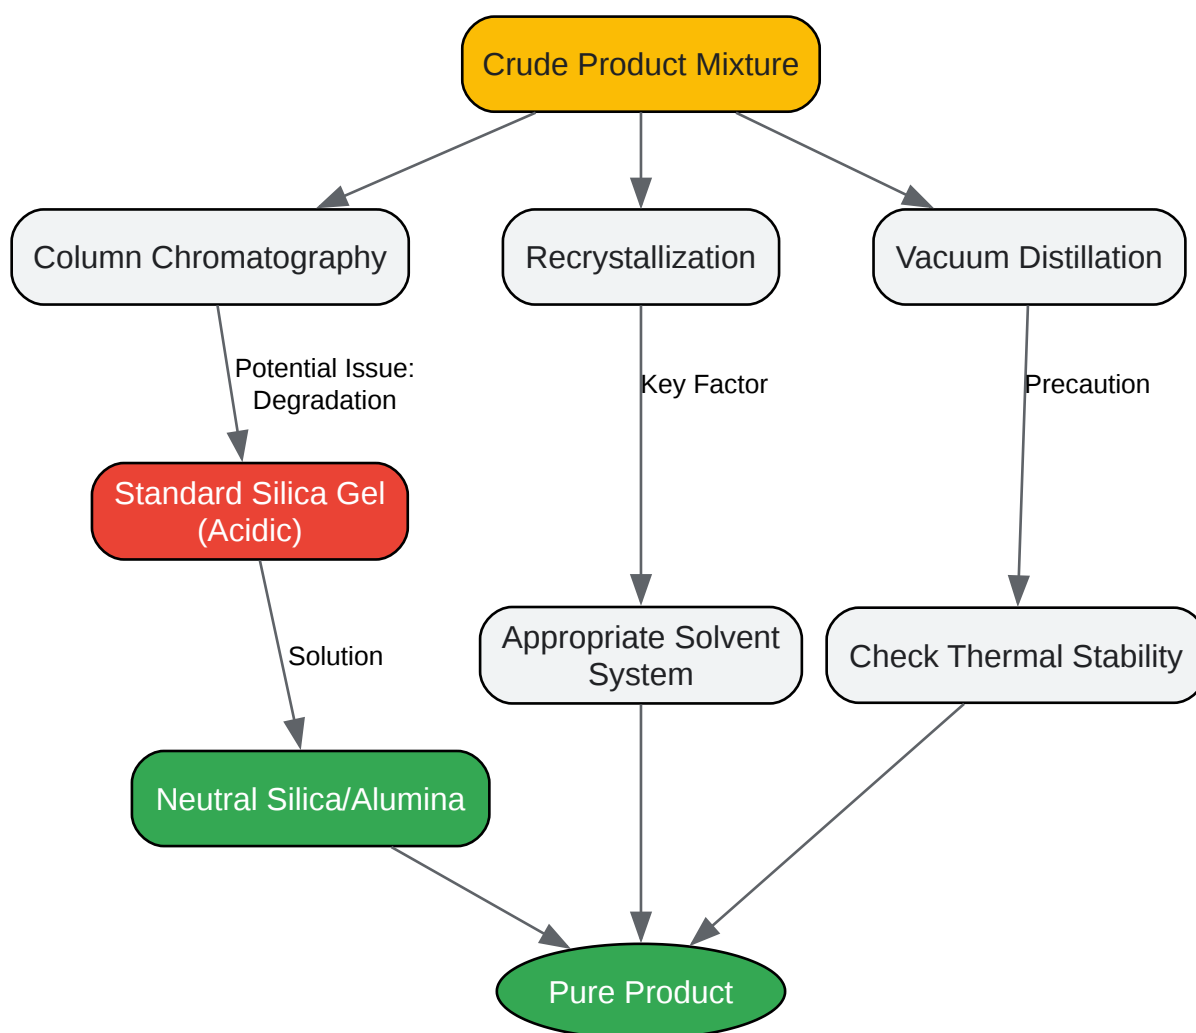 Crude Product Mixture
Column Chromatography
Recrystallization
Vacuum Distillation
Potential Issue:
Degradation
Key Factor
Precaution
Standard Silica Gel
(Acidic)
Solution
Appropriate Solvent
System
Check Thermal Stability
Neutral Silica/Alumina
Pure Product